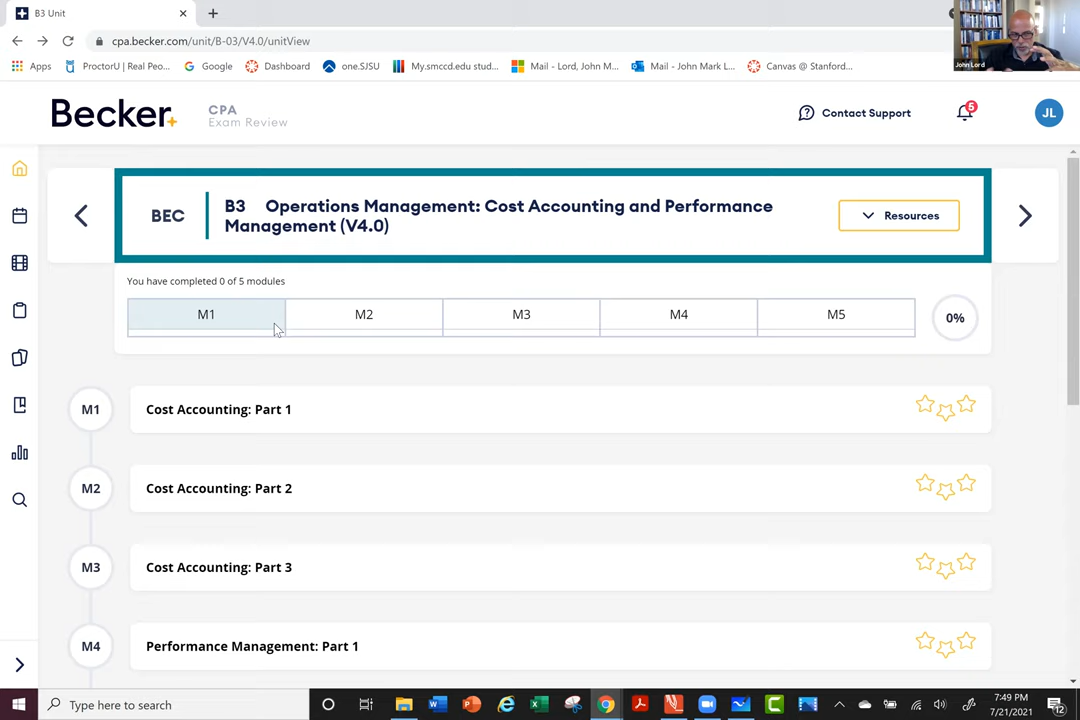 B3 Unit
cpa.becker.com/unit/B-03/V4.0/unitView
Apps
ProctorU | Real Peo...
Google
Dashboard
one.SJSU
My.smccd.edu stud...
Mail - Lord, John M...
Mail - John Mark L...
Canvas @ Stanford...
John Lord
Becker+
CPA
Exam Review
Contact Support
5
JL
BEC
B3 Operations Management: Cost Accounting and Performance
Management (V4.0)
Resources
You have completed 0 of 5 modules
M1 M2 M3 M4 M5
0%
M1 Cost Accounting: Part 1
M2 Cost Accounting: Part 2
M3 Cost Accounting: Part 3
M4 Performance Management: Part 1
Type here to search
7:49 PM
7/21/2021
12